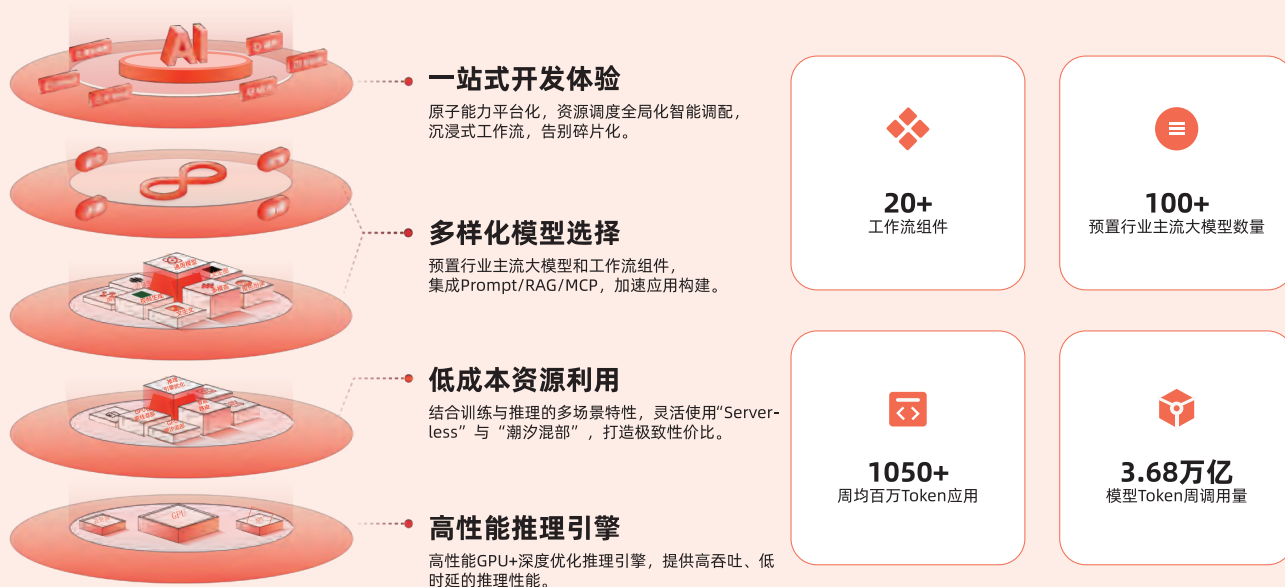 AI
一站式开发体验
原子能力平台化，资源调度全局化智能调配，
沉浸式工作流，告别碎片化。
多样化模型选择
预置行业主流大模型和工作流组件，
集成Prompt/RAG/MCP，加速应用构建。
低成本资源利用
结合训练与推理的多场景特性，灵活使用“Server-
less”与“潮汐混部”，打造极致性价比。
GPU
高性能推理引擎
高性能GPU+深度优化推理引擎，提供高吞吐、低
时延的推理性能。
20+
工作流组件
100+
预置行业主流大模型数量
1050+
周均百万Token应用
3.68万亿
模型Token周调用量